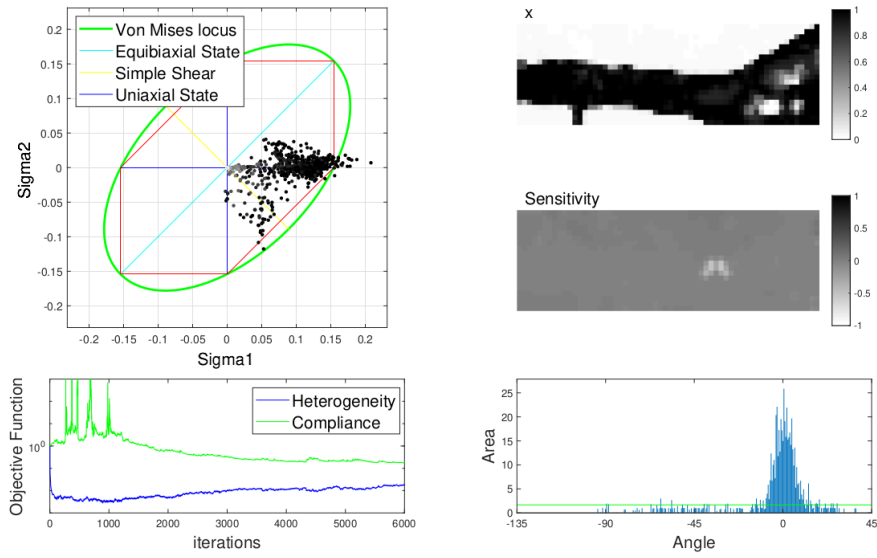 Von Mises locus
Equibiaxial State
Simple Shear
Uniaxial State
0.2
0.15
0.1
0.05
0
-0.05
-0.1
-0.15
-0.2
Sigma2
-0.2 -0.15 -0.1 -0.05 0 0.05 0.1 0.15 0.2
Sigma1
x
1
0.8
0.6
0.4
0.2
0
Sensitivity
1
0.5
0
-0.5
-1
Objective Function
10^0
Heterogeneity
Compliance
0 1000 2000 3000 4000 5000 6000
iterations
Area
25
20
15
10
5
0
-135 -90 -45 0 45
Angle